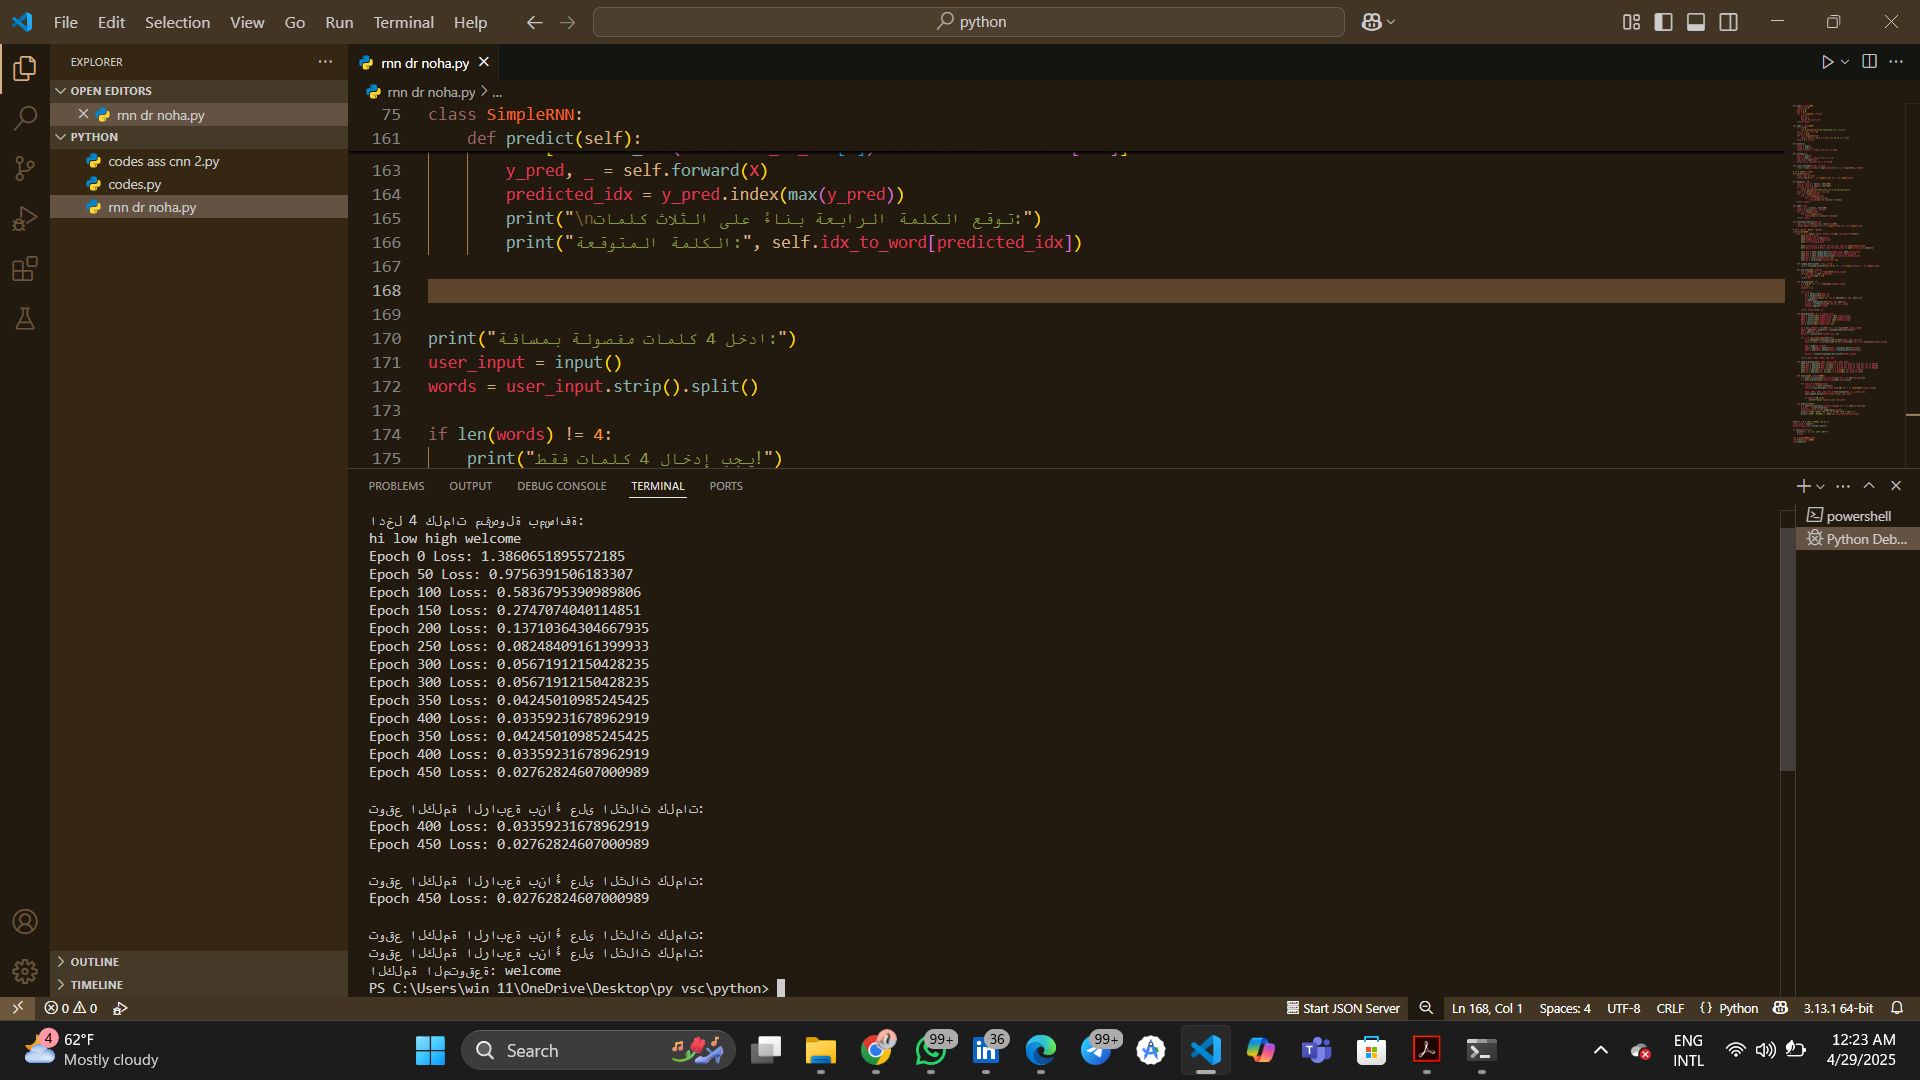 File Edit Selection View Go Run Terminal Help
python
EXPLORER
OPEN EDITORS
rnn dr noha.py
PYTHON
codes ass cnn 2.py
codes.py
rnn dr noha.py
OUTLINE
TIMELINE
rnn dr noha.py
rnn dr noha.py > ...
75 class SimpleRNN:
161 def predict(self):
163 y_pred, _ = self.forward(X)
164 predicted_idx = y_pred.index(max(y_pred))
165 print("\nتوقع الكلمة الرابعة بناءً على الثلاث كلمات:")
166 print("الكلمة المتوقعة:", self.idx_to_word[predicted_idx])
167
168
169
170 print("ادخل 4 كلمات مفصولة بمسافة:")
171 user_input = input()
172 words = user_input.strip().split()
173
174 if len(words) != 4:
175 print("يجب إدخال 4 كلمات فقط!")
PROBLEMS OUTPUT DEBUG CONSOLE TERMINAL PORTS
powershell
Python Deb...
ادخل 4 كلمات مفصولة بمسافة:
hi low high welcome
Epoch 0 Loss: 1.3860651895572185
Epoch 50 Loss: 0.9756391506183307
Epoch 100 Loss: 0.5836795390989806
Epoch 150 Loss: 0.2747074040114851
Epoch 200 Loss: 0.13710364304667935
Epoch 250 Loss: 0.08248409161399933
Epoch 300 Loss: 0.05671912150428235
Epoch 300 Loss: 0.05671912150428235
Epoch 350 Loss: 0.04245010985245425
Epoch 400 Loss: 0.03359231678962919
Epoch 350 Loss: 0.04245010985245425
Epoch 400 Loss: 0.03359231678962919
Epoch 450 Loss: 0.02762824607000989
توقع الكلمة الرابعة بناءً على الثلاث كلمات:
Epoch 400 Loss: 0.03359231678962919
Epoch 450 Loss: 0.02762824607000989
توقع الكلمة الرابعة بناءً على الثلاث كلمات:
Epoch 450 Loss: 0.02762824607000989
توقع الكلمة الرابعة بناءً على الثلاث كلمات:
توقع الكلمة الرابعة بناءً على الثلاث كلمات:
الكلمة المتوقعة: welcome
PS C:\Users\win 11\OneDrive\Desktop\py vsc\python>
0 0 Start JSON Server Ln 168, Col 1 Spaces: 4 UTF-8 CRLF {} Python 3.13.1 64-bit
4 62°F
Mostly cloudy
Search
99+ 36 99+
ENG
INTL
12:23 AM
4/29/2025